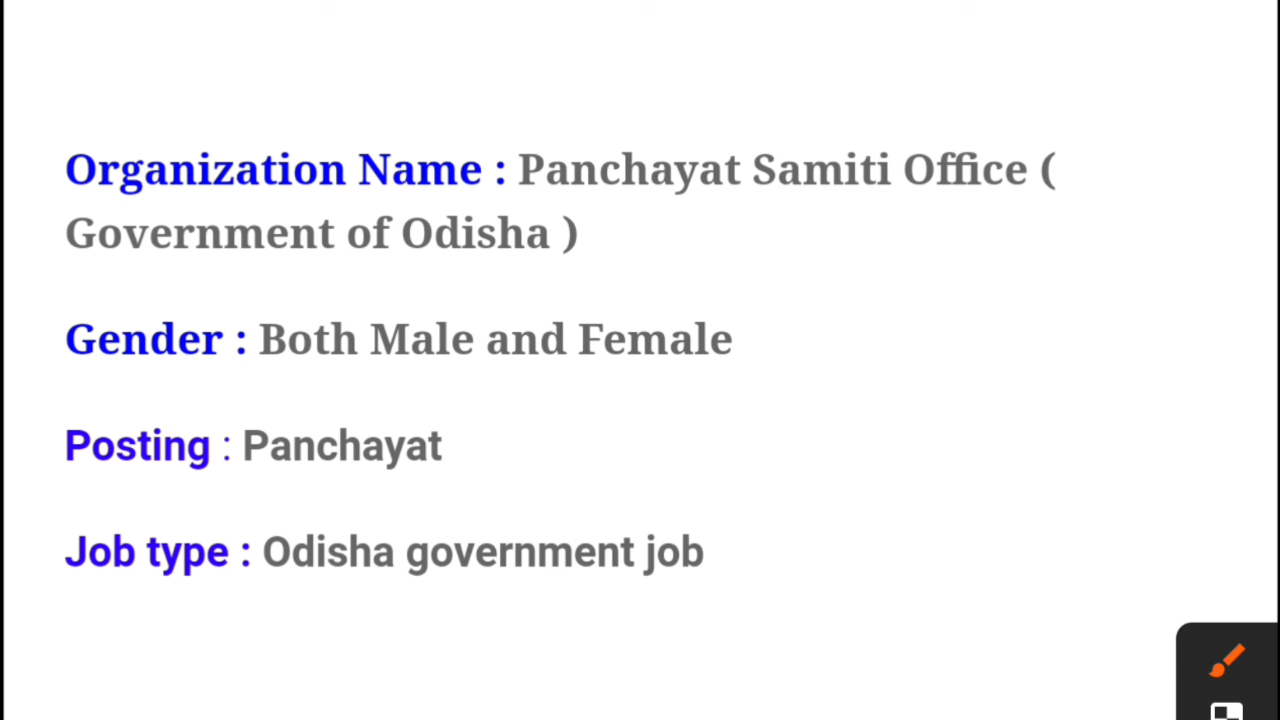 Organization Name : Panchayat Samiti Office (
Government of Odisha )
Gender : Both Male and Female
Posting : Panchayat
Job type : Odisha government job